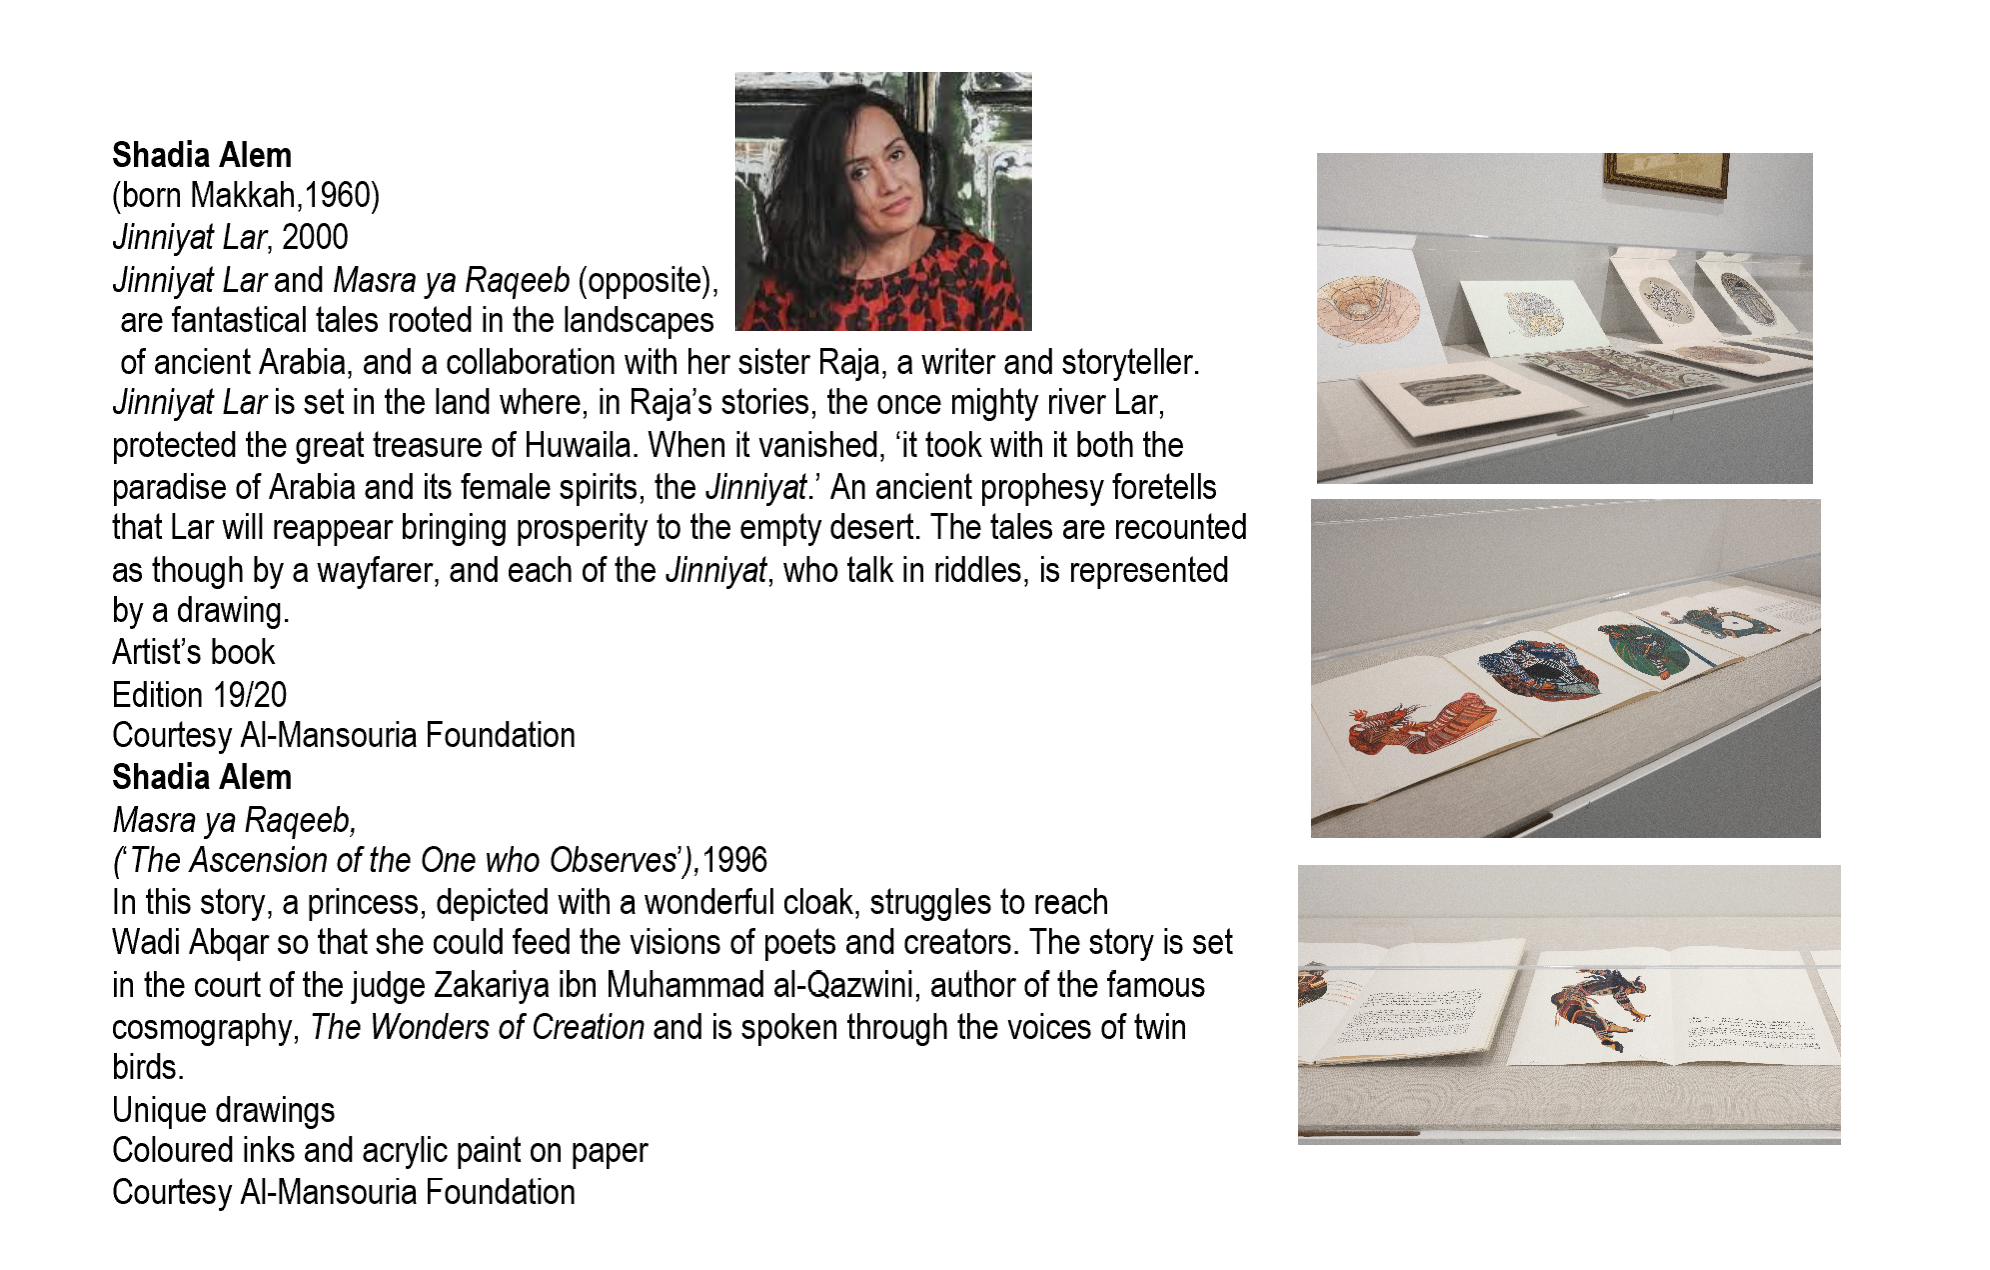 Shadia Alem
(born Makkah,1960)
Jinniyat Lar, 2000
Jinniyat Lar and Masra ya Raqeeb (opposite),
are fantastical tales rooted in the landscapes
of ancient Arabia, and a collaboration with her sister Raja, a writer and storyteller.
Jinniyat Lar is set in the land where, in Raja’s stories, the once mighty river Lar,
protected the great treasure of Huwaila. When it vanished, ‘it took with it both the
paradise of Arabia and its female spirits, the Jinniyat.’ An ancient prophesy foretells
that Lar will reappear bringing prosperity to the empty desert. The tales are recounted
as though by a wayfarer, and each of the Jinniyat, who talk in riddles, is represented
by a drawing.
Artist’s book
Edition 19/20
Courtesy Al-Mansouria Foundation
Shadia Alem
Masra ya Raqeeb,
(‘The Ascension of the One who Observes’),1996
In this story, a princess, depicted with a wonderful cloak, struggles to reach
Wadi Abqar so that she could feed the visions of poets and creators. The story is set
in the court of the judge Zakariya ibn Muhammad al-Qazwini, author of the famous
cosmography, The Wonders of Creation and is spoken through the voices of twin
birds.
Unique drawings
Coloured inks and acrylic paint on paper
Courtesy Al-Mansouria Foundation